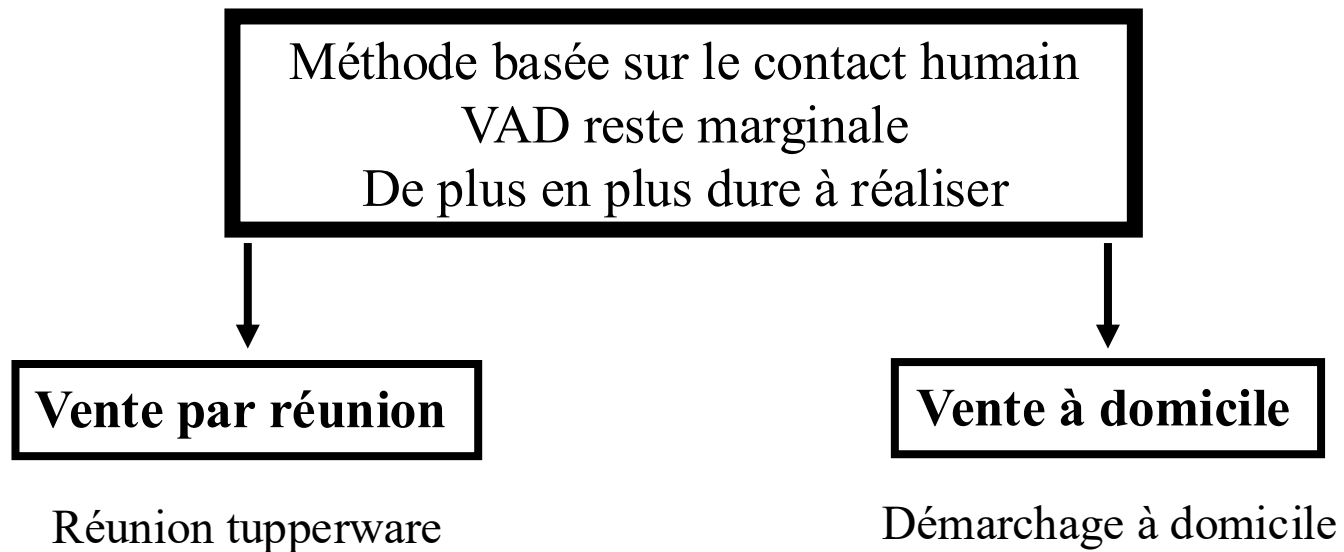 Méthode basée sur le contact humain
VAD reste marginale
De plus en plus dure à réaliser
Vente par réunion
Vente à domicile
Réunion tupperware
Démarchage à domicile